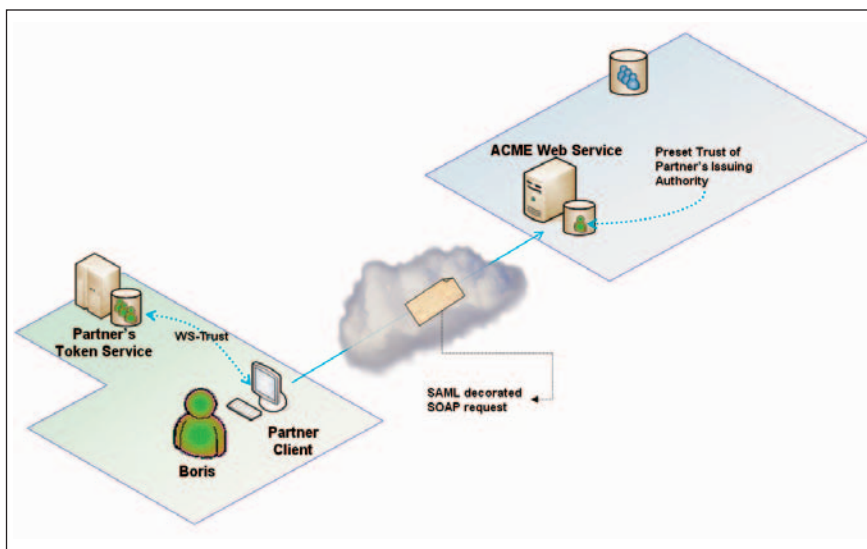 ACME Web Service
Preset Trust of
Partner's Issuing
Authority
Partner's
Token Service
WS-Trust
Boris
Partner
Client
SAML decorated
SOAP request